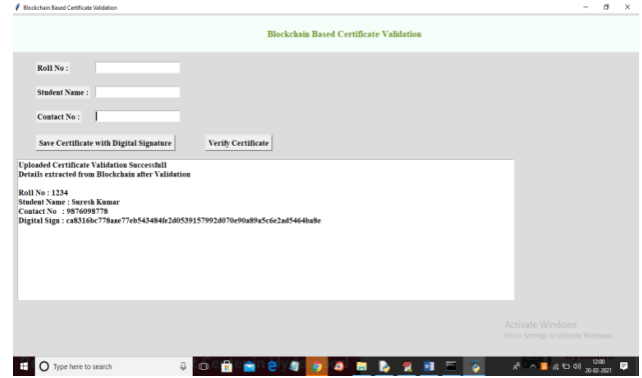 Blockchain Based Certificate Validation
Blockchain Based Certificate Validation
Roll No :
Student Name :
Contact No :
Save Certificate with Digital Signature
Verify Certificate
Uploaded Certificate Validation Successfull
Details extracted from Blockchain after Validation
Roll No : 1234
Student Name : Suresh Kumar
Contact No : 9876098778
Digital Sign : ca8316bc778aae77eb543484fe2d0539157992d070e90a89a5c6e2ad5464ba8e
Activate Windows
Go to Settings to activate Windows.
Type here to search
12:00
20-02-2021